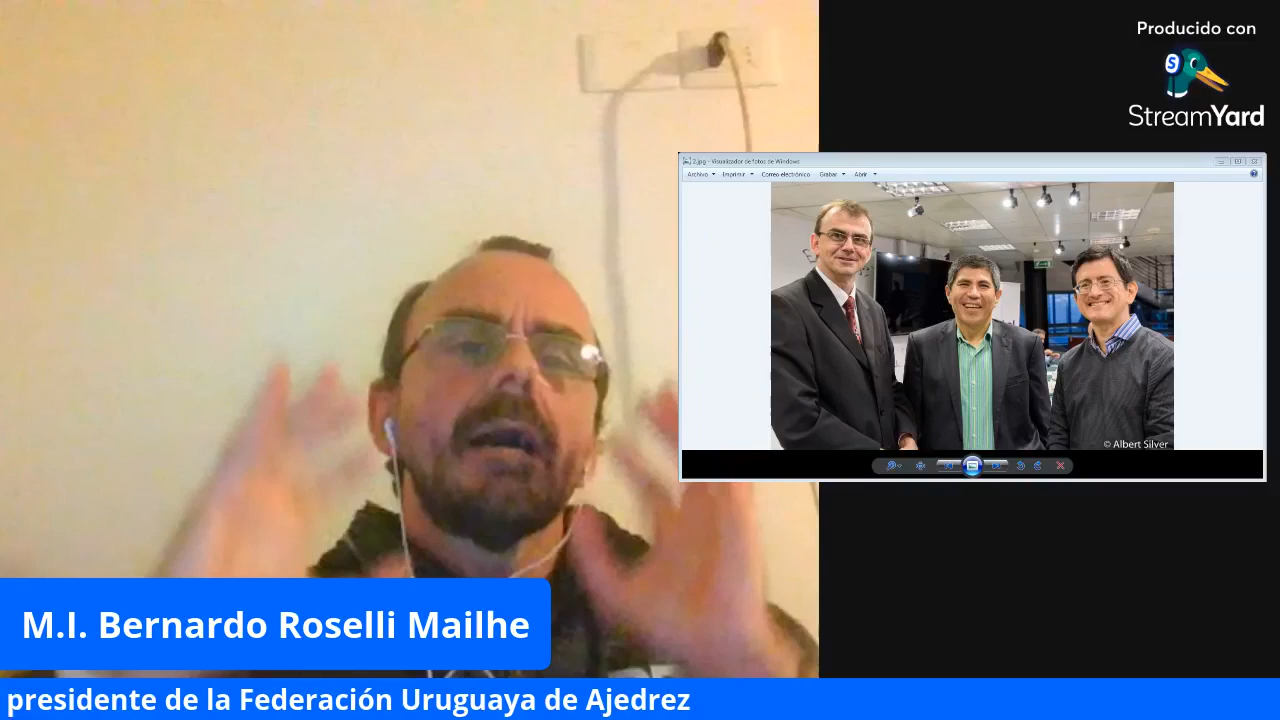 Producido con
S
StreamYard
2.jpg - Visualizador de fotos de Windows
Archivo Imprimir Correo electrónico Grabar Abrir
© Albert Silver
M.I. Bernardo Roselli Mailhe
presidente de la Federación Uruguaya de Ajedrez